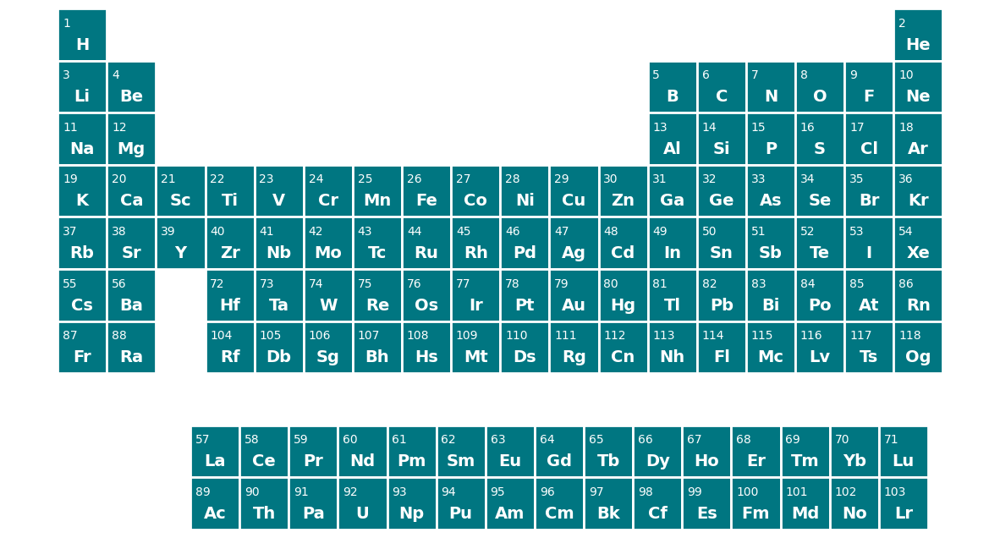 1 2
H He
3 4 5 6 7 8 9 10
Li Be B C N O F Ne
11 12 13 14 15 16 17 18
Na Mg Al Si P S Cl Ar
19 20 21 22 23 24 25 26 27 28 29 30 31 32 33 34 35 36
K Ca Sc Ti V Cr Mn Fe Co Ni Cu Zn Ga Ge As Se Br Kr
37 38 39 40 41 42 43 44 45 46 47 48 49 50 51 52 53 54
Rb Sr Y Zr Nb Mo Tc Ru Rh Pd Ag Cd In Sn Sb Te I Xe
55 56 72 73 74 75 76 77 78 79 80 81 82 83 84 85 86
Cs Ba Hf Ta W Re Os Ir Pt Au Hg Tl Pb Bi Po At Rn
87 88 104 105 106 107 108 109 110 111 112 113 114 115 116 117 118
Fr Ra Rf Db Sg Bh Hs Mt Ds Rg Cn Nh Fl Mc Lv Ts Og
57 58 59 60 61 62 63 64 65 66 67 68 69 70 71
La Ce Pr Nd Pm Sm Eu Gd Tb Dy Ho Er Tm Yb Lu
89 90 91 92 93 94 95 96 97 98 99 100 101 102 103
Ac Th Pa U Np Pu Am Cm Bk Cf Es Fm Md No Lr